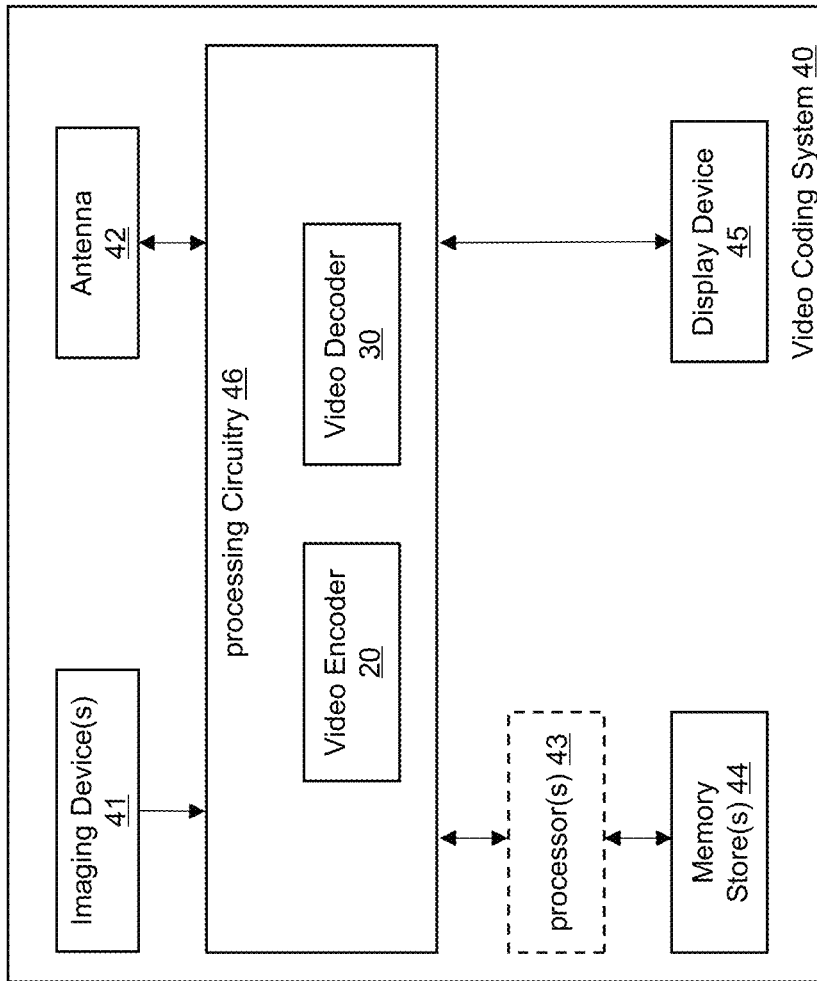 Imaging Device(s)
41
Antenna
42
processing Circuitry 46
Video Encoder
20
Video Decoder
30
processor(s) 43
Memory
Store(s) 44
Display Device
45
Video Coding System 40